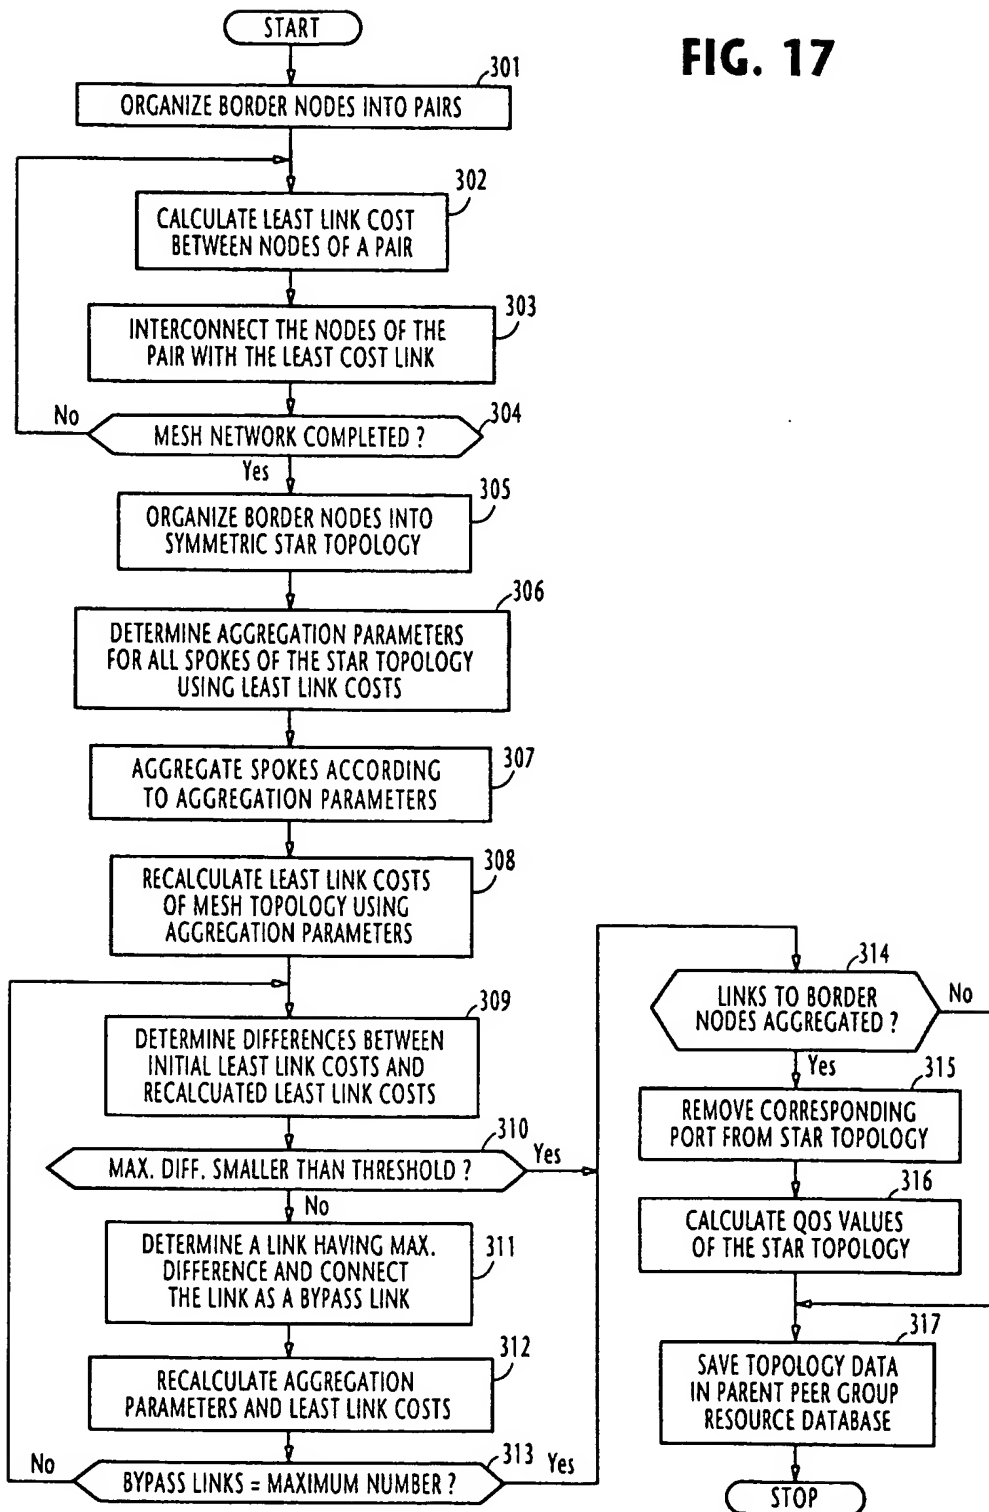 FIG. 17
START
301
ORGANIZE BORDER NODES INTO PAIRS
302
CALCULATE LEAST LINK COST
BETWEEN NODES OF A PAIR
303
INTERCONNECT THE NODES OF THE
PAIR WITH THE LEAST COST LINK
304
No
MESH NETWORK COMPLETED ?
Yes
305
ORGANIZE BORDER NODES INTO
SYMMETRIC STAR TOPOLOGY
306
DETERMINE AGGREGATION PARAMETERS
FOR ALL SPOKES OF THE STAR TOPOLOGY
USING LEAST LINK COSTS
307
AGGREGATE SPOKES ACCORDING
TO AGGREGATION PARAMETERS
308
RECALCULATE LEAST LINK COSTS
OF MESH TOPOLOGY USING
AGGREGATION PARAMETERS
309
DETERMINE DIFFERENCES BETWEEN
INITIAL LEAST LINK COSTS AND
RECALCUATED LEAST LINK COSTS
310
MAX. DIFF. SMALLER THAN THRESHOLD ?
Yes
No
311
DETERMINE A LINK HAVING MAX.
DIFFERENCE AND CONNECT
THE LINK AS A BYPASS LINK
312
RECALCULATE AGGREGATION
PARAMETERS AND LEAST LINK COSTS
313
No
BYPASS LINKS = MAXIMUM NUMBER ?
Yes
314
LINKS TO BORDER
NODES AGGREGATED ?
No
Yes
315
REMOVE CORRESPONDING
PORT FROM STAR TOPOLOGY
316
CALCULATE QOS VALUES
OF THE STAR TOPOLOGY
317
SAVE TOPOLOGY DATA
IN PARENT PEER GROUP
RESOURCE DATABASE
STOP